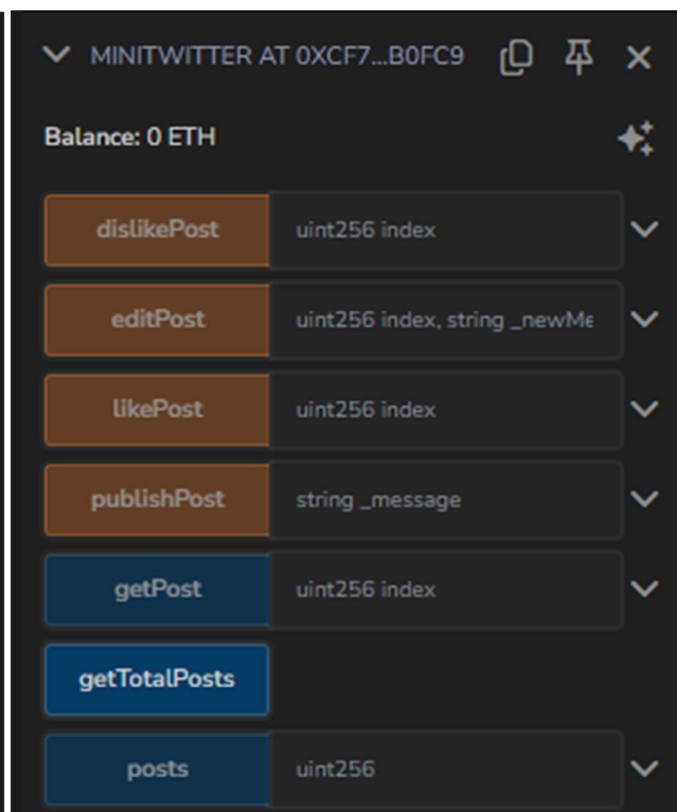 MINITWITTER AT 0XCF7...B0FC9
Balance: 0 ETH
dislikePost uint256 index
editPost uint256 index, string _newMe
likePost uint256 index
publishPost string _message
getPost uint256 index
getTotalPosts
posts uint256